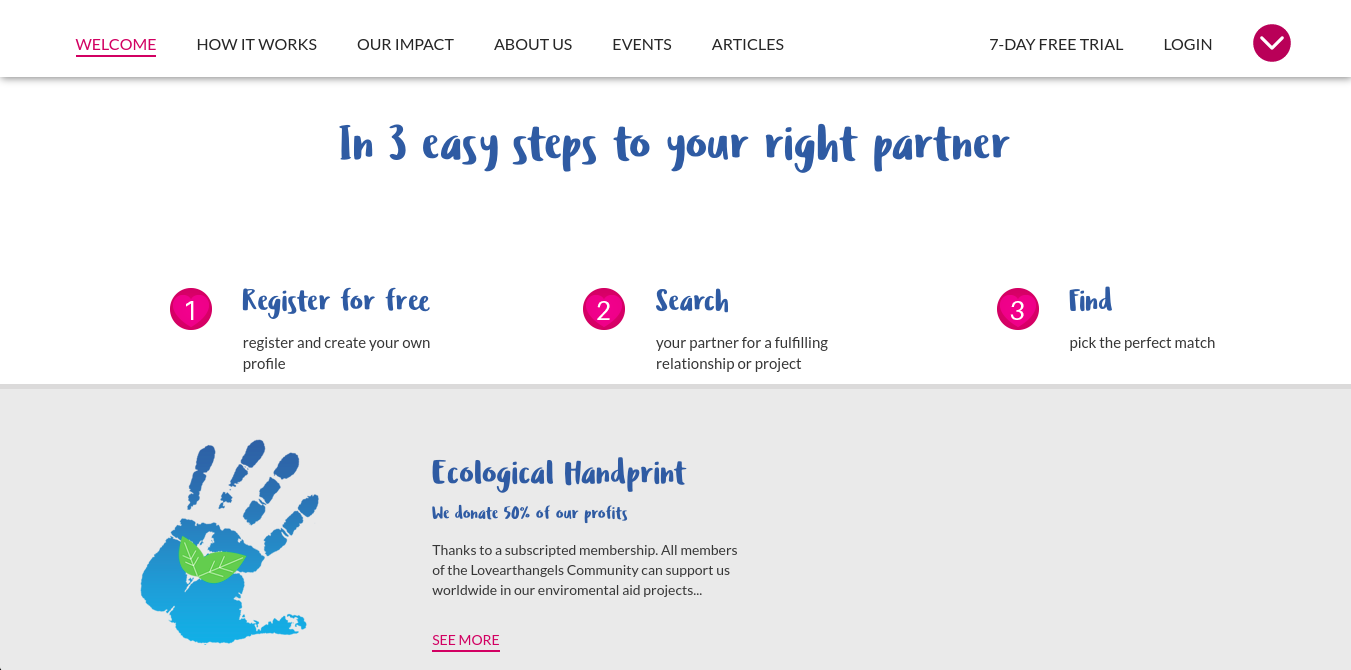 WELCOME HOW IT WORKS OUR IMPACT ABOUT US EVENTS ARTICLES 7-DAY FREE TRIAL LOGIN
In 3 easy steps to your right partner
1 Register for free
register and create your own
profile
2 Search
your partner for a fulfilling
relationship or project
3 Find
pick the perfect match
Ecological Handprint
We donate 50% of our profits
Thanks to a subscripted membership. All members
of the Lovearthangels Community can support us
worldwide in our enviromental aid projects...
SEE MORE